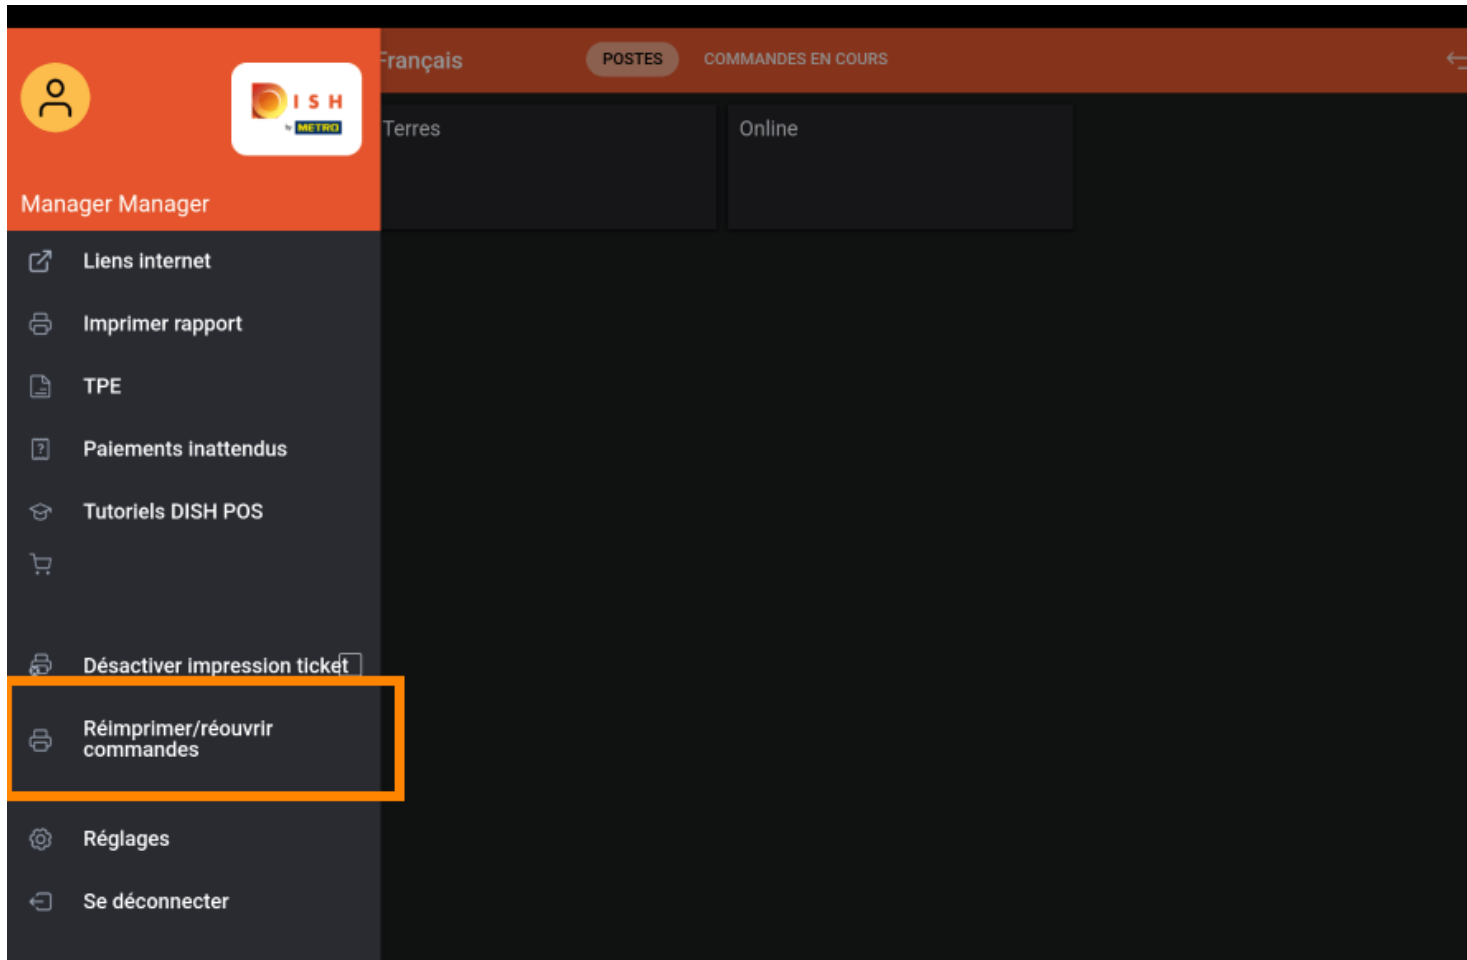 Français
POSTES
COMMANDES EN COURS
DISH
by METRO
Terres
Online
Manager Manager
Liens internet
Imprimer rapport
TPE
Paiements inattendus
Tutoriels DISH POS
Désactiver impression ticket
Réimprimer/réouvrir
commandes
Réglages
Se déconnecter